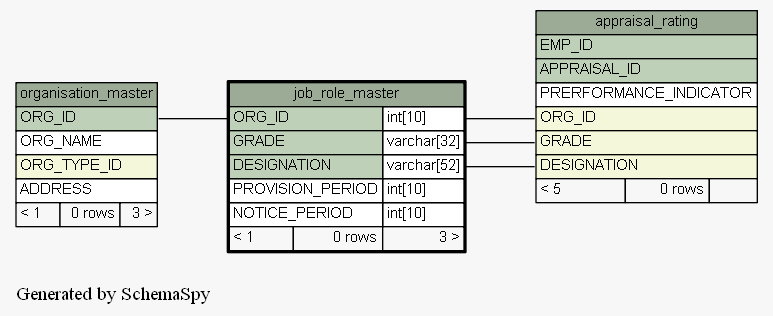 organisation_master
ORG_ID
ORG_NAME
ORG_TYPE_ID
ADDRESS
< 1 0 rows 3 >
job_role_master
ORG_ID int[10]
GRADE varchar[32]
DESIGNATION varchar[52]
PROVISION_PERIOD int[10]
NOTICE_PERIOD int[10]
< 1 0 rows 3 >
appraisal_rating
EMP_ID
APPRAISAL_ID
PRERFORMANCE_INDICATOR
ORG_ID
GRADE
DESIGNATION
< 5 0 rows
Generated by SchemaSpy